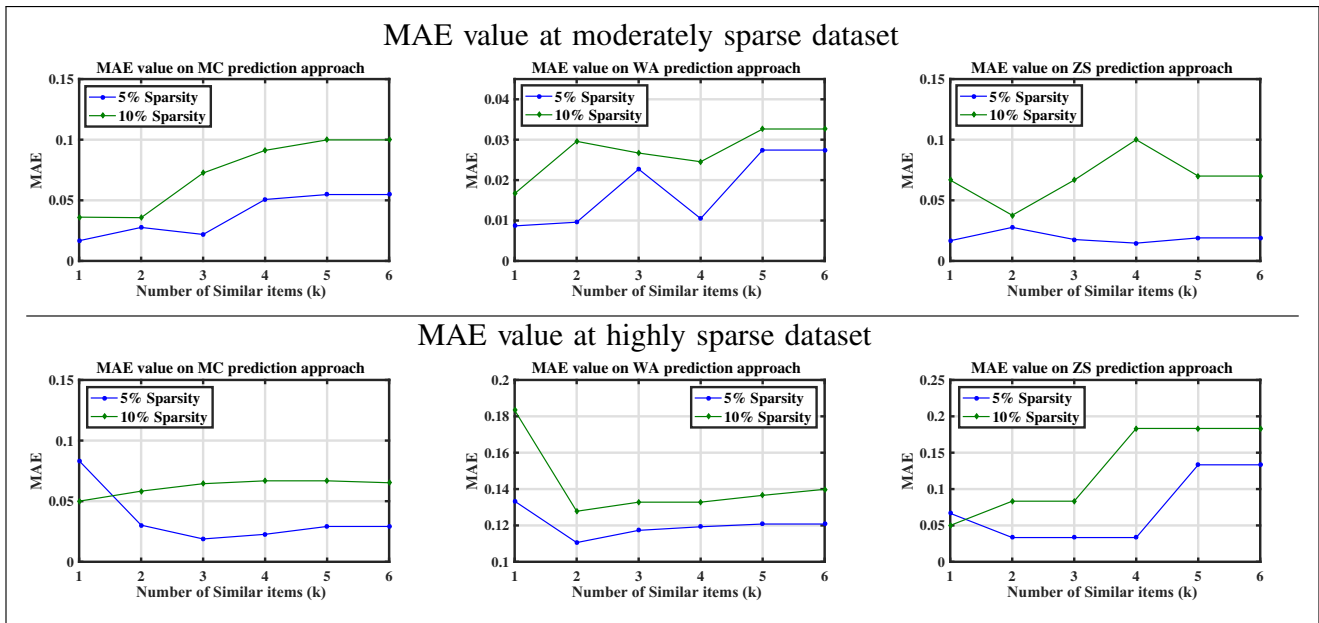 MAE value at moderately sparse dataset
MAE value on MC prediction approach
0.15
0.1
0.05
0
MAE
5% Sparsity
10% Sparsity
1 2 3 4 5 6
Number of Similar items (k)
MAE value on WA prediction approach
0.04
0.03
0.02
0.01
0
MAE
5% Sparsity
10% Sparsity
1 2 3 4 5 6
Number of Similar items (k)
MAE value on ZS prediction approach
0.15
0.1
0.05
0
MAE
5% Sparsity
10% Sparsity
1 2 3 4 5 6
Number of Similar items (k)
MAE value at highly sparse dataset
MAE value on MC prediction approach
0.15
0.1
0.05
0
MAE
5% Sparsity
10% Sparsity
1 2 3 4 5 6
Number of Similar items (k)
MAE value on WA prediction approach
0.2
0.18
0.16
0.14
0.12
0.1
MAE
5% Sparsity
10% Sparsity
1 2 3 4 5 6
Number of Similar items (k)
MAE value on ZS prediction approach
0.25
0.2
0.15
0.1
0.05
0
MAE
5% Sparsity
10% Sparsity
1 2 3 4 5 6
Number of Similar items (k)